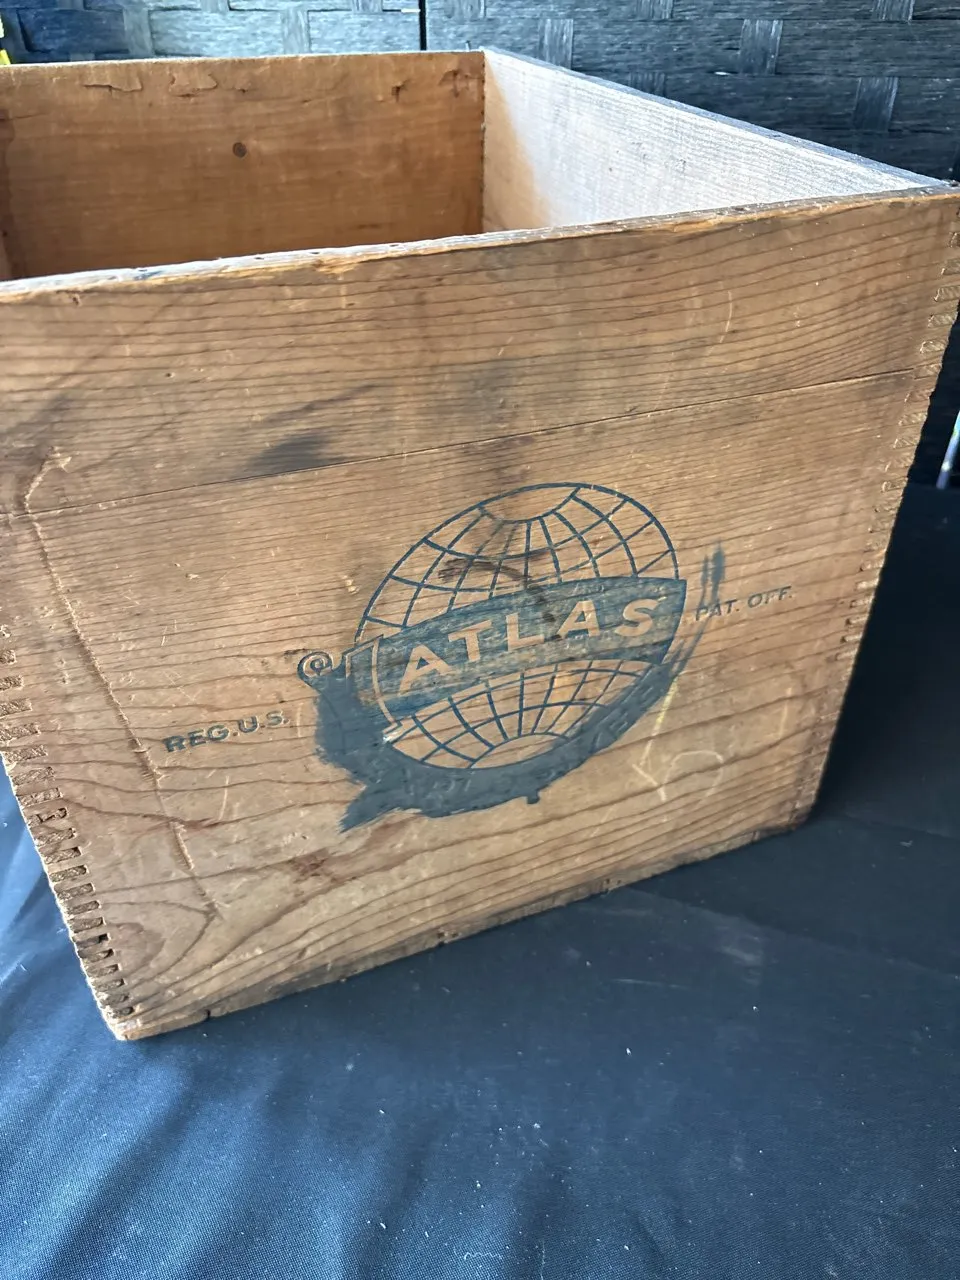 ATLAS
REG. U.S. PAT. OFF.